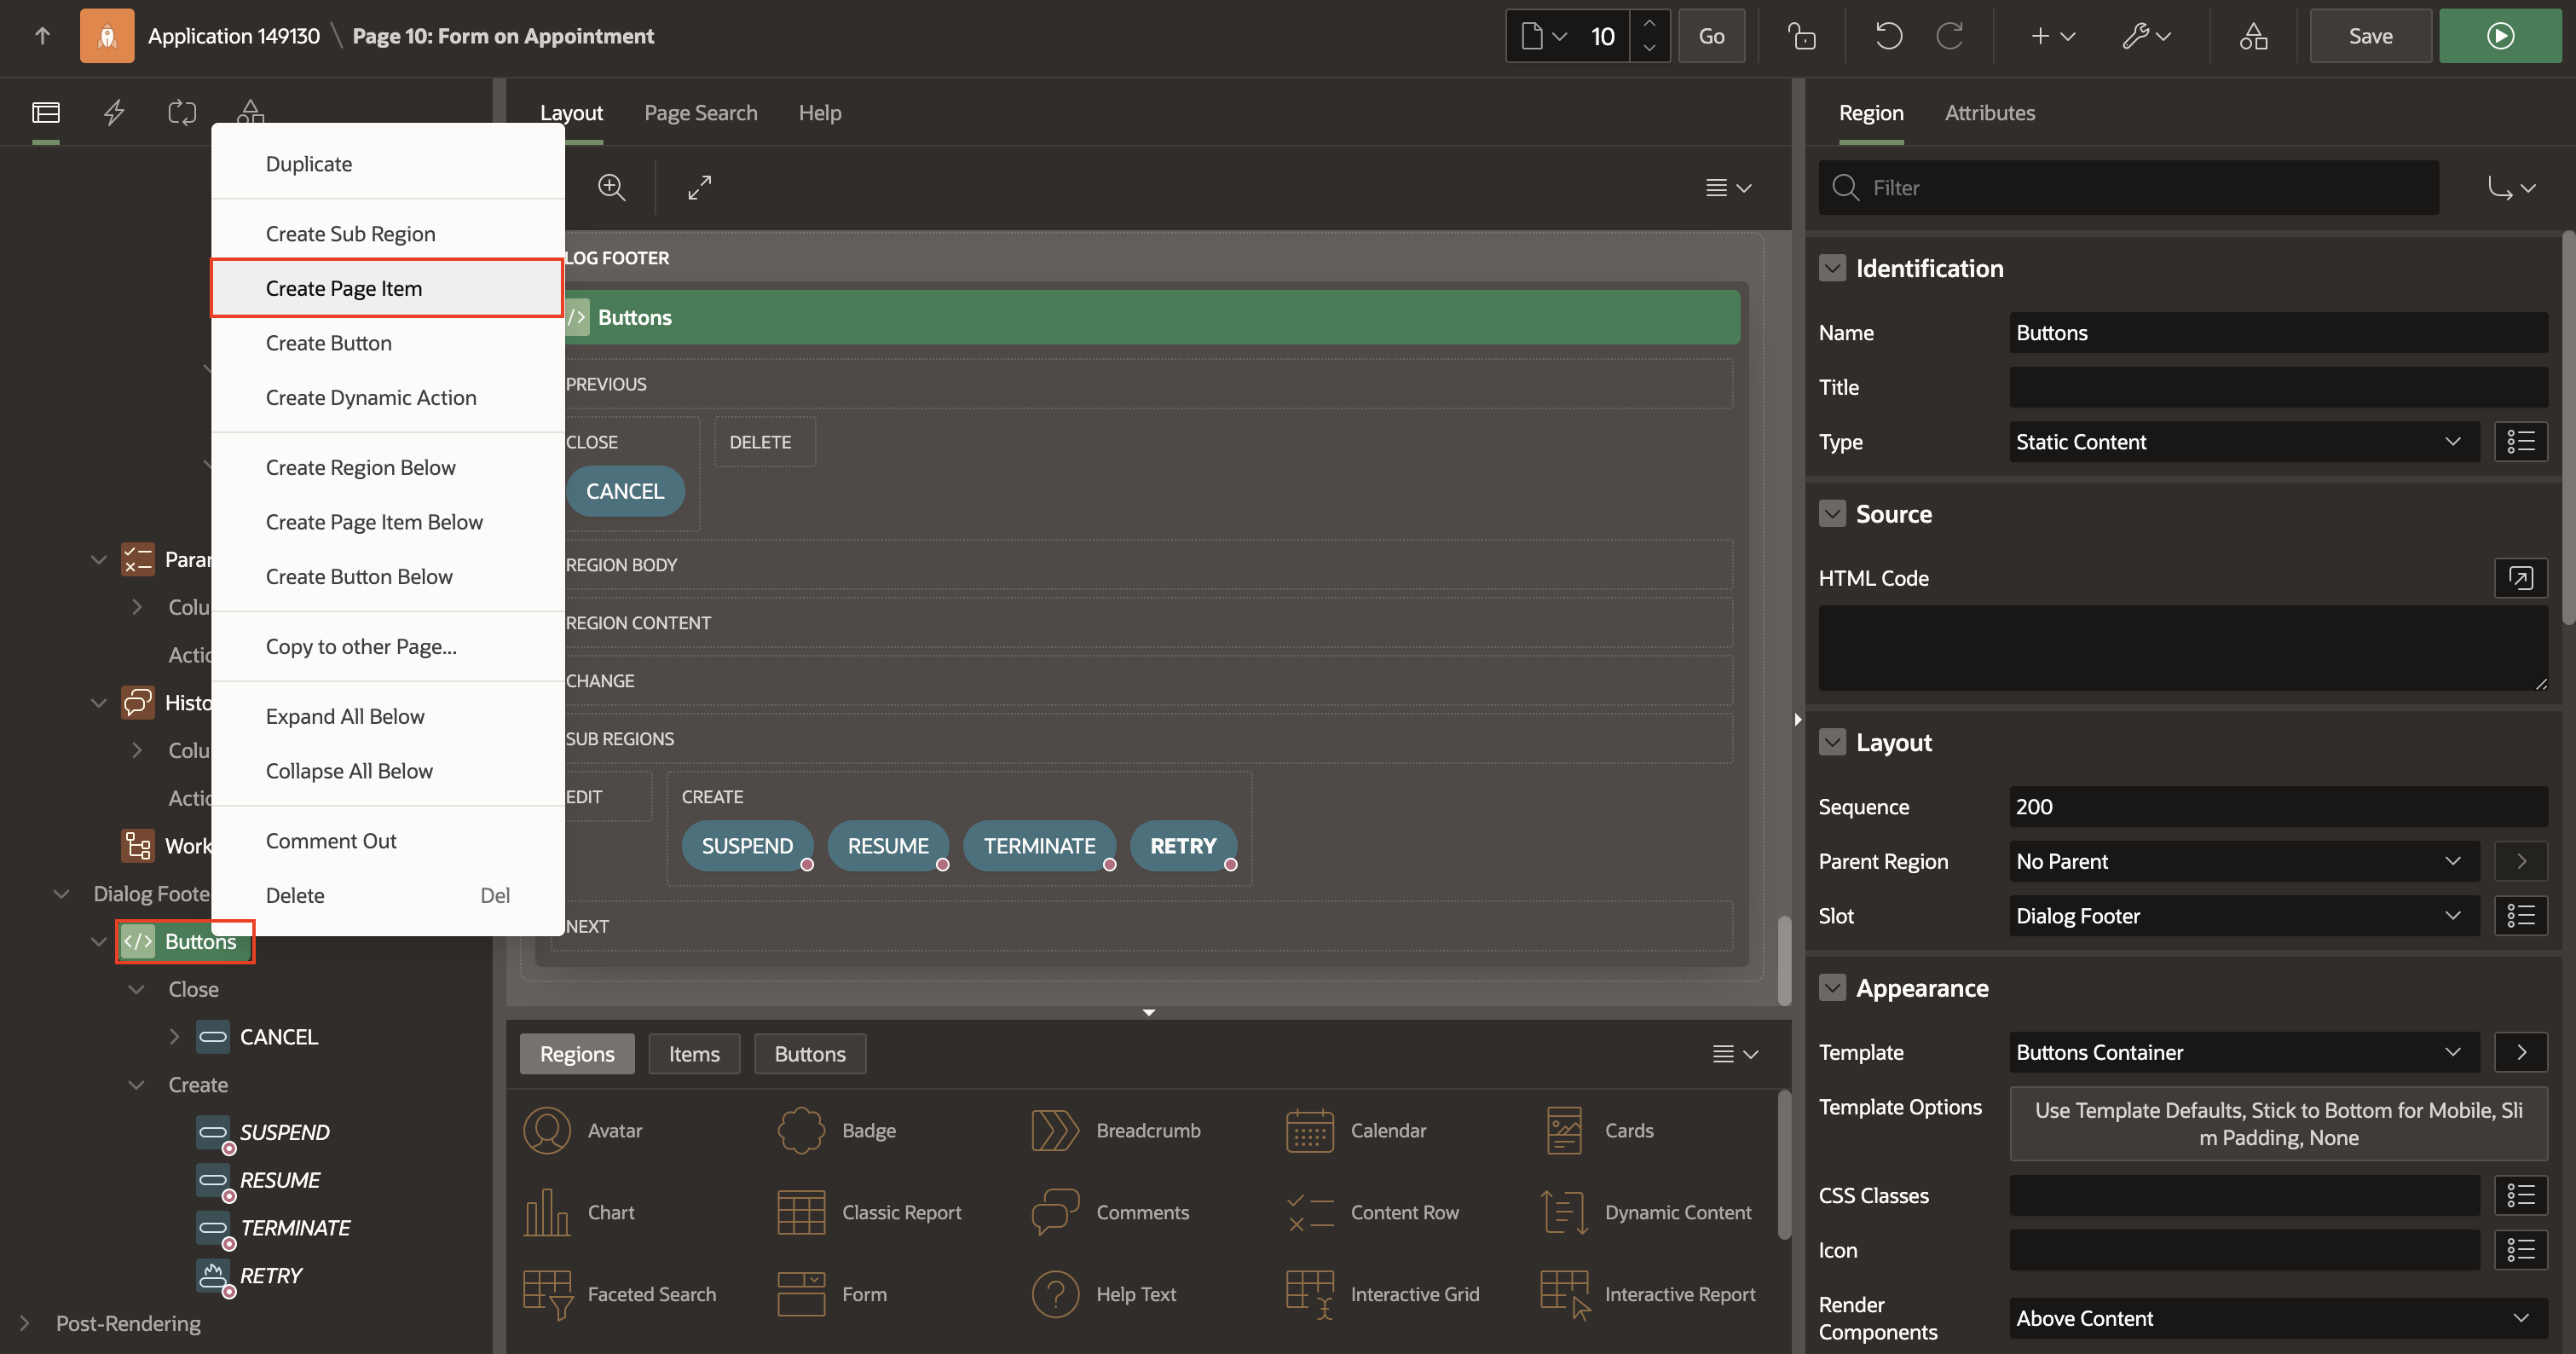 Application 149130 \ Page 10: Form on Appointment
10
Go
Save
Layout
Page Search
Help
Region
Attributes
Filter
Duplicate
Create Sub Region
Create Page Item
Create Button
Create Dynamic Action
Create Region Below
Create Page Item Below
Create Button Below
Copy to other Page...
Expand All Below
Collapse All Below
Comment Out
Delete Del
Param
Colu
Actio
Histo
Colu
Actio
Work
Dialog Foote
</> Buttons
Close
CANCEL
Create
SUSPEND
RESUME
TERMINATE
RETRY
Post-Rendering
LOG FOOTER
/> Buttons
PREVIOUS
CLOSE
DELETE
CANCEL
REGION BODY
REGION CONTENT
CHANGE
SUB REGIONS
EDIT
CREATE
SUSPEND
RESUME
TERMINATE
RETRY
NEXT
Regions
Items
Buttons
Avatar
Badge
Breadcrumb
Calendar
Cards
Chart
Classic Report
Comments
Content Row
Dynamic Content
Faceted Search
Form
Help Text
Interactive Grid
Interactive Report
Identification
Name Buttons
Title
Type Static Content
Source
HTML Code
Layout
Sequence 200
Parent Region No Parent
Slot Dialog Footer
Appearance
Template Buttons Container
Template Options Use Template Defaults, Stick to Bottom for Mobile, Sli
m Padding, None
CSS Classes
Icon
Render
Components Above Content